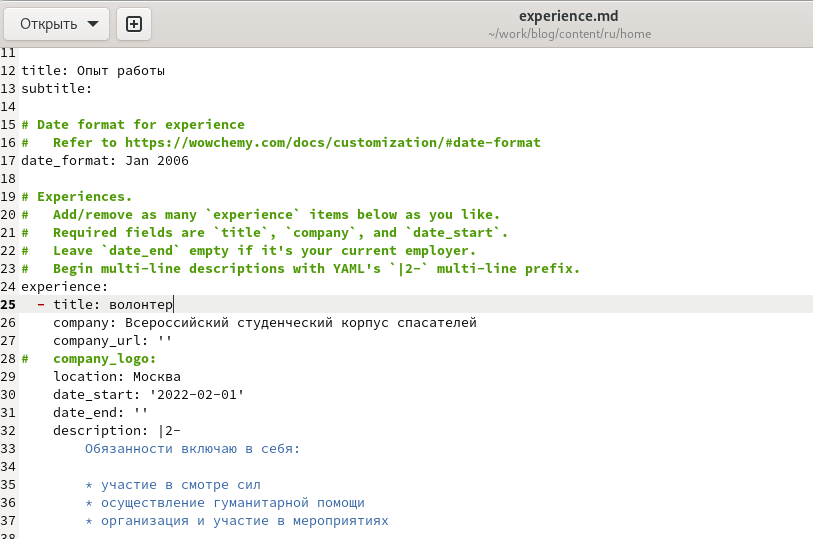 Открыть
experience.md
~/work/blog/content/ru/home
11
12 title: Опыт работы
13 subtitle:
14
15 # Date format for experience
16 #   Refer to https://wowchemy.com/docs/customization/#date-format
17 date_format: Jan 2006
18
19 # Experiences.
20 #   Add/remove as many `experience` items below as you like.
21 #   Required fields are `title`, `company`, and `date_start`.
22 #   Leave `date_end` empty if it's your current employer.
23 #   Begin multi-line descriptions with YAML's `|2-` multi-line prefix.
24 experience:
25   - title: волонтер
26     company: Всероссийский студенческий корпус спасателей
27     company_url: ''
28 #   company_logo:
29     location: Москва
30     date_start: '2022-02-01'
31     date_end: ''
32     description: |2-
33         Обязанности включаю в себя:
34
35         * участие в смотре сил
36         * осуществление гуманитарной помощи
37         * организация и участие в мероприятиях
38